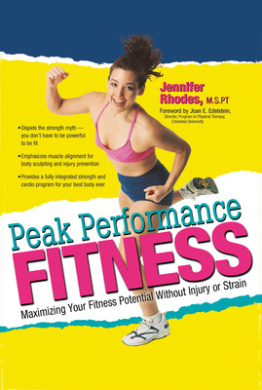 Jennifer
Rhodes, M.S.PT
Foreword by Joan E. Edelstein,
Director, Program in Physical Therapy,
Columbia University
•Dispels the strength myth —
you don't have to be powerful
to be fit
•Emphasizes muscle alignment for
body sculpting and injury prevention
•Provides a fully integrated strength and
cardio program for your best body ever
Peak Performance
FITNESS
Maximizing Your Fitness Potential Without Injury or Strain